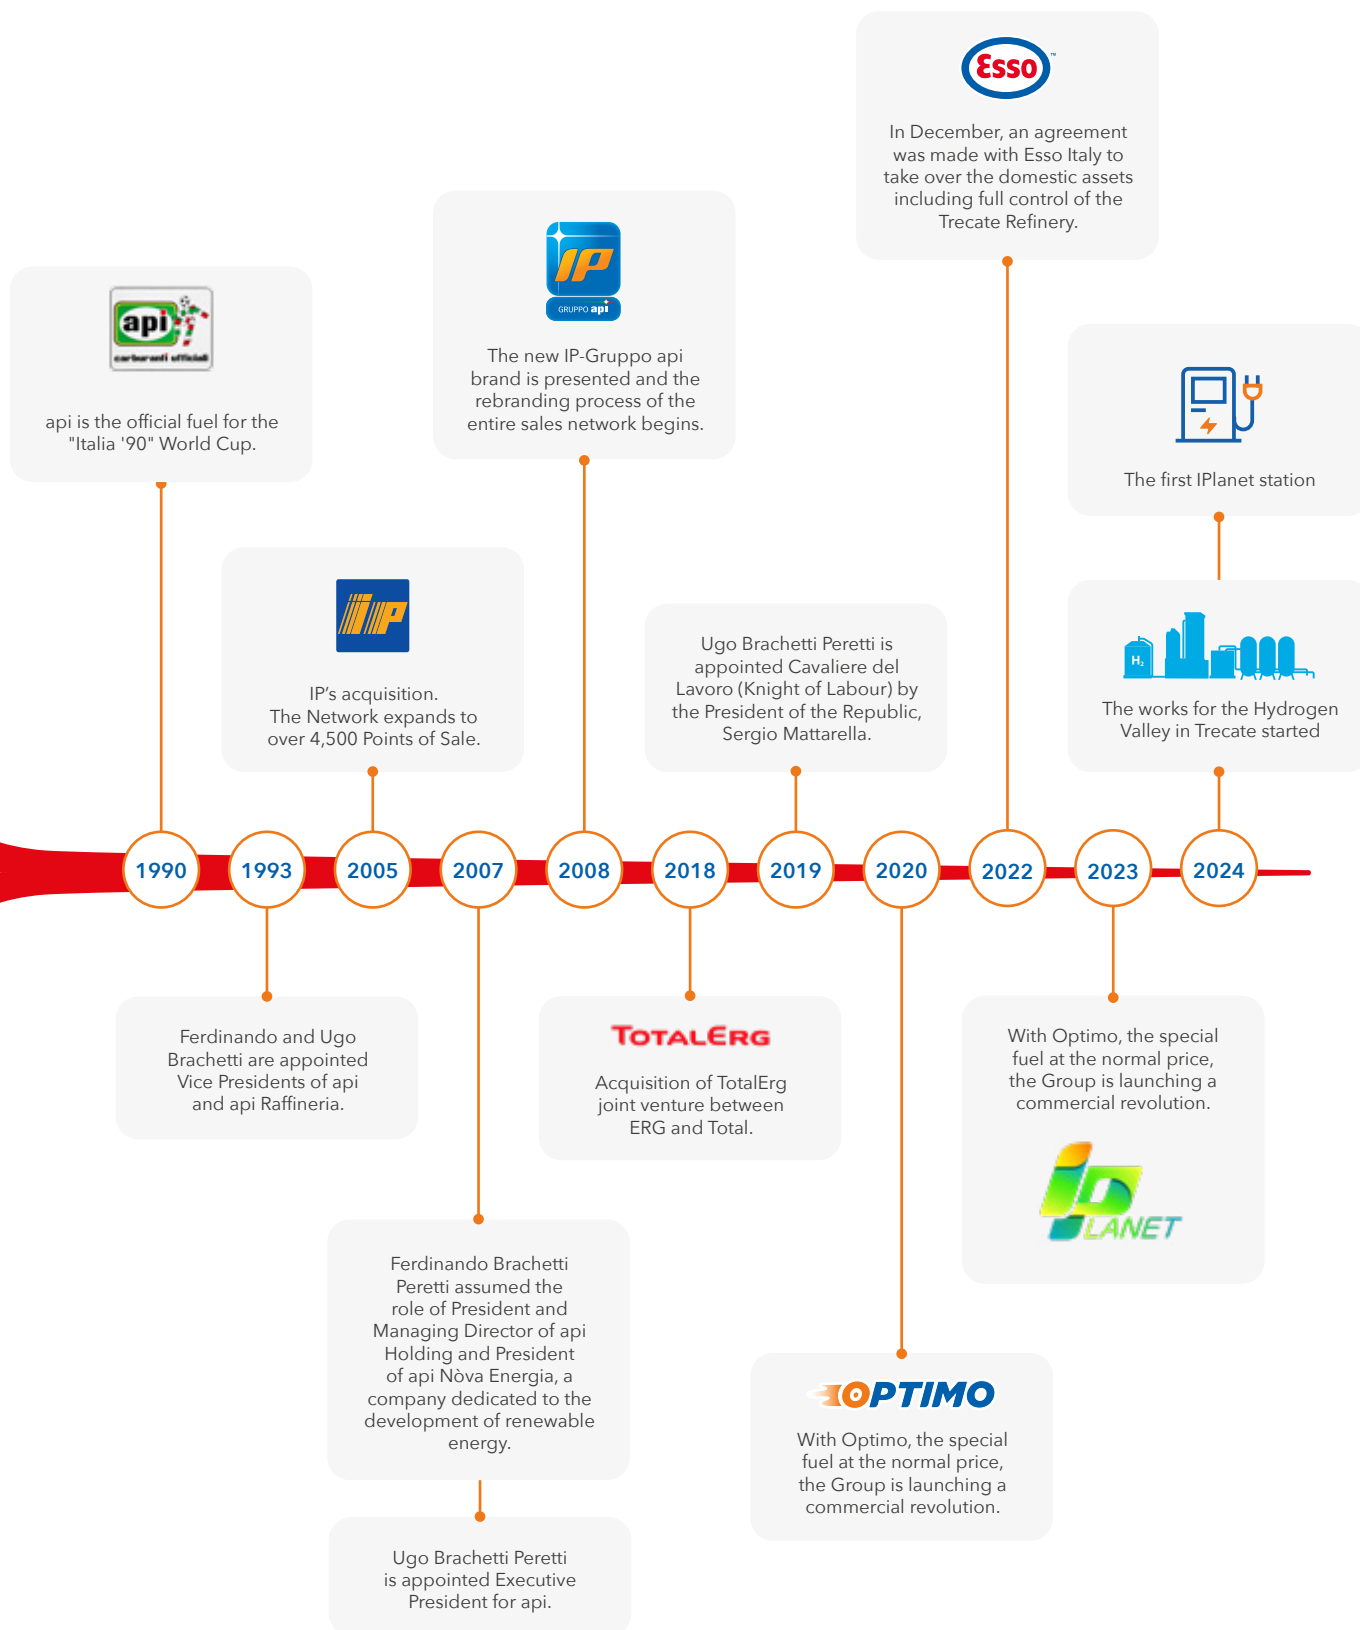 Esso
™
In December, an agreement
was made with Esso Italy to
take over the domestic assets
including full control of the
Trecate Refinery.
IP
GRUPPO api
The new IP-Gruppo api
brand is presented and the
rebranding process of the
entire sales network begins.
api
carburanti ufficiali
api is the official fuel for the
"Italia '90" World Cup.
The first IPlanet station
IP
IP's acquisition.
The Network expands to
over 4,500 Points of Sale.
Ugo Brachetti Peretti is
appointed Cavaliere del
Lavoro (Knight of Labour) by
the President of the Republic,
Sergio Mattarella.
H₂
The works for the Hydrogen
Valley in Trecate started
1990 1993 2005 2007 2008 2018 2019 2020 2022 2023 2024
Ferdinando and Ugo
Brachetti are appointed
Vice Presidents of api
and api Raffineria.
TOTALERG
Acquisition of TotalErg
joint venture between
ERG and Total.
With Optimo, the special
fuel at the normal price,
the Group is launching a
commercial revolution.
IPLANET
Ferdinando Brachetti
Peretti assumed the
role of President and
Managing Director of api
Holding and President
of api Nòva Energia, a
company dedicated to the
development of renewable
energy.
OPTIMO
With Optimo, the special
fuel at the normal price,
the Group is launching a
commercial revolution.
Ugo Brachetti Peretti
is appointed Executive
President for api.